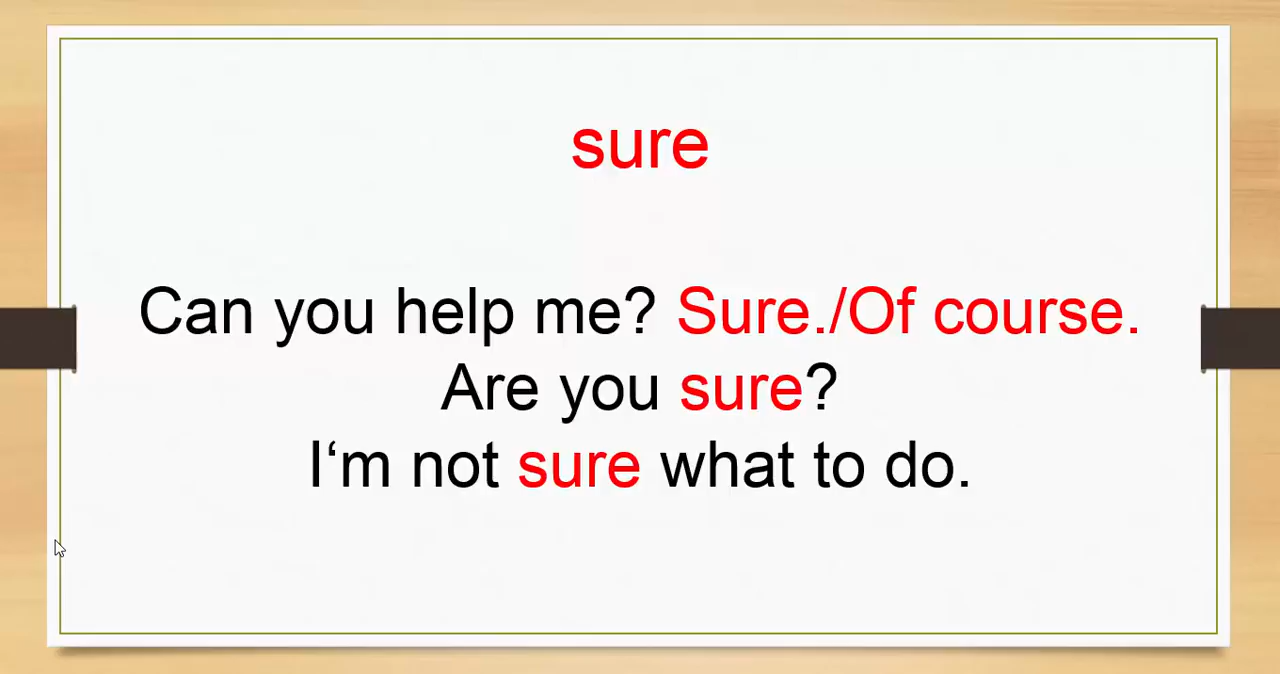 sure
Can you help me? Sure./Of course.
Are you sure?
I‘m not sure what to do.